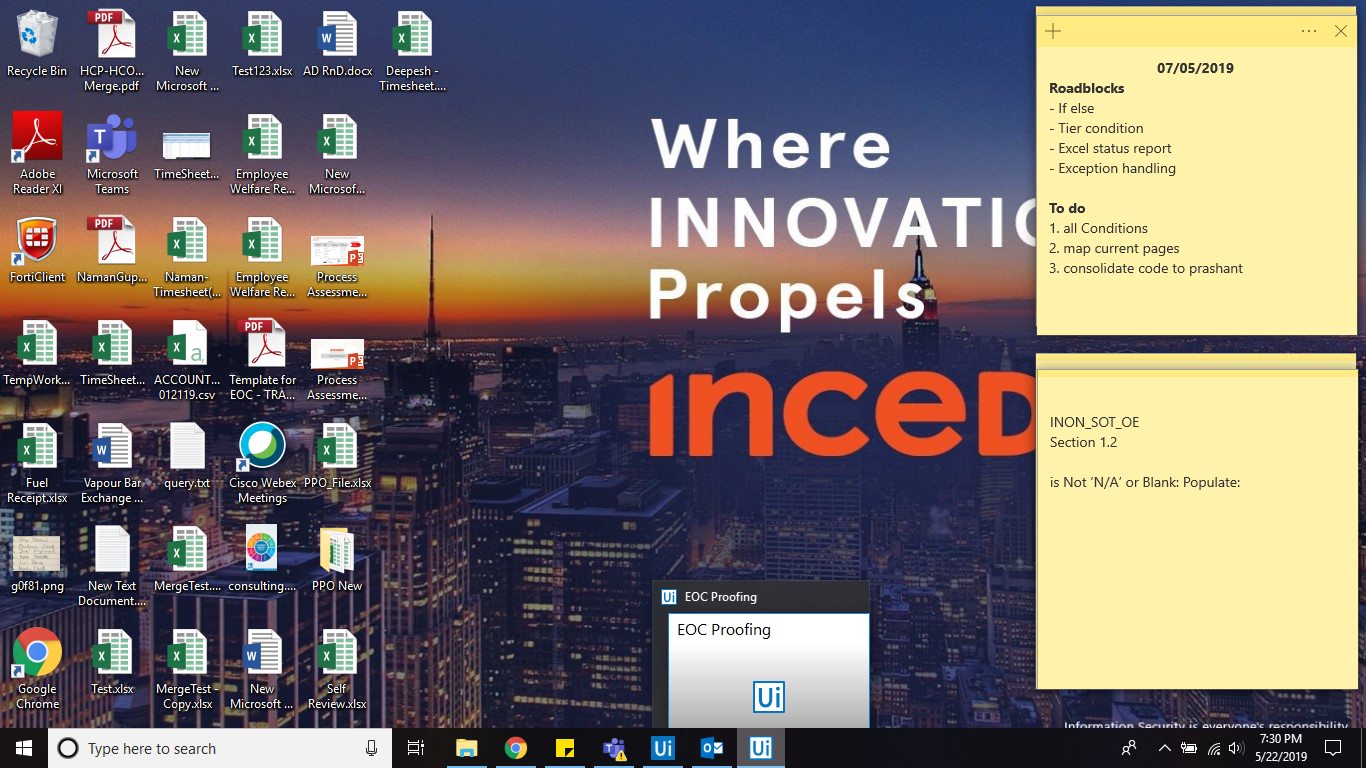 Recycle Bin
HCP-HCO...
Merge.pdf
New
Microsoft ...
Test123.xlsx
AD RnD.docx
Deepesh -
Timesheet....
Adobe
Reader XI
Microsoft
Teams
TimeSheet...
Employee
Welfare Re...
New
Microsof...
FortiClient
NamanGup...
Naman-
Timesheet(...
Employee
Welfare Re...
Process
Assessme...
TempWork...
TimeSheet...
ACCOUNT...
012119.csv
Template for
EOC - TRA...
Process
Assessme...
Fuel
Receipt.xlsx
Vapour Bar
Exchange ...
query.txt
Cisco Webex
Meetings
PPO_File.xlsx
g0f81.png
New Text
Document....
MergeTest....
consulting....
PPO New
Google
Chrome
Test.xlsx
MergeTest -
Copy.xlsx
New
Microsoft ...
Self
Review.xlsx
Where
INNOVATIO
Propels
INCED
07/05/2019
Roadblocks
- If else
- Tier condition
- Excel status report
- Exception handling
To do
1. all Conditions
2. map current pages
3. consolidate code to prashant
INON_SOT_OE
Section 1.2
is Not ‘N/A’ or Blank: Populate:
Information Security is everyone's responsibility
Ui EOC Proofing
EOC Proofing
Ui
Type here to search
Ui
Ui
7:30 PM
5/22/2019